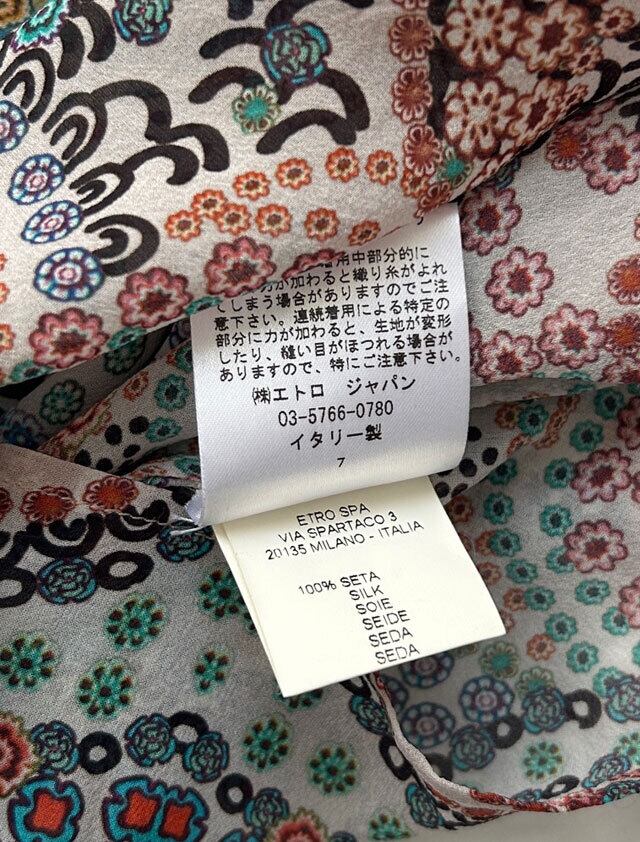 用中部分的に
力が加わると織り糸がよれ
てしまう場合がありますのでご注
意下さい。連続着用による特定の
部分に力が加わると、生地が変形
したり、縫い目がほつれる場合が
ありますので、特にご注意下さい。
㈱エトロ ジャパン
03-5766-0780
イタリー製
7
ETRO SPA
VIA SPARTACO 3
20135 MILANO - ITALIA
100% SETA
SILK
SOIE
SEIDE
SEDA
SEDA